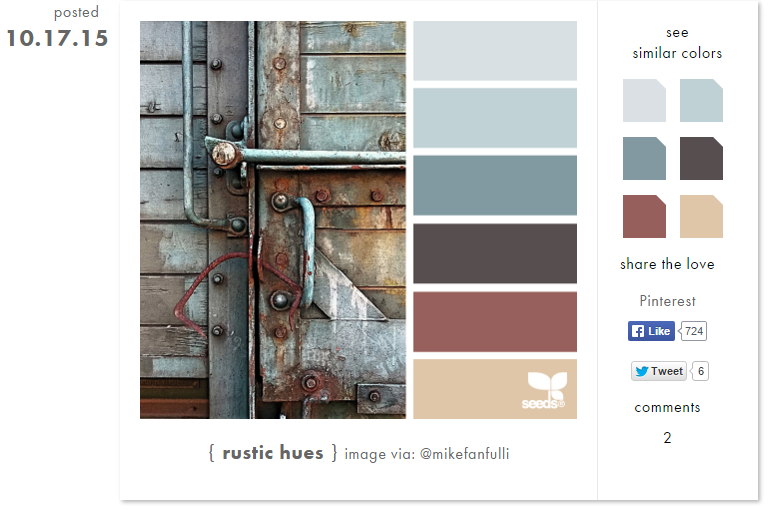 posted
10.17.15
seeds®
{ rustic hues } image via: @mikefanfulli
see
similar colors
share the love
Pinterest
Like 724
Tweet 6
comments
2